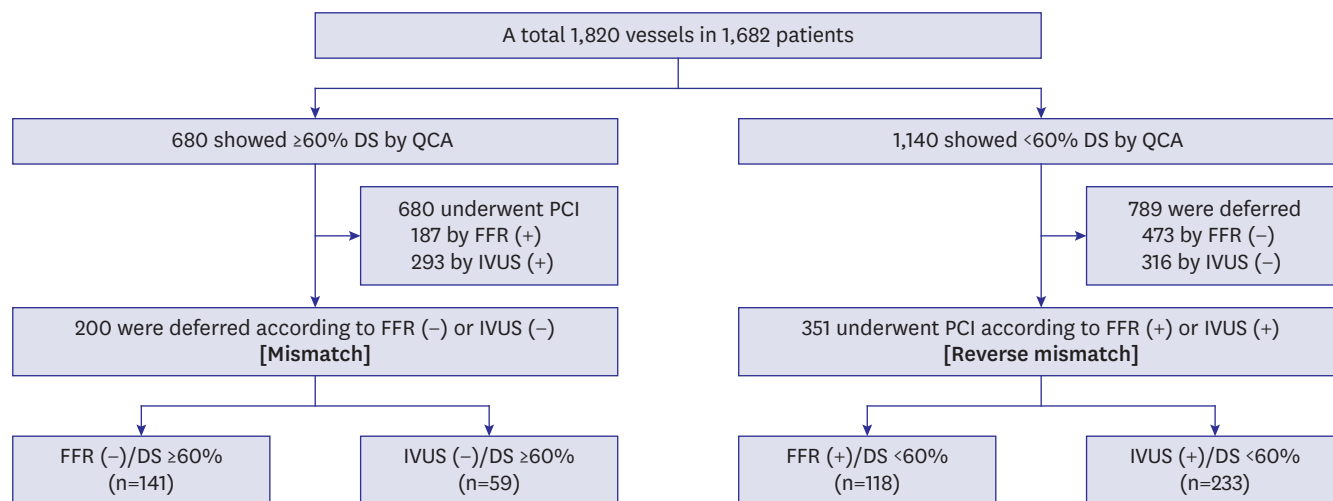 A total 1,820 vessels in 1,682 patients
680 showed ≥60% DS by QCA
1,140 showed <60% DS by QCA
680 underwent PCI
187 by FFR (+)
293 by IVUS (+)
789 were deferred
473 by FFR (−)
316 by IVUS (−)
200 were deferred according to FFR (−) or IVUS (−)
[Mismatch]
351 underwent PCI according to FFR (+) or IVUS (+)
[Reverse mismatch]
FFR (−)/DS ≥60%
(n=141)
IVUS (−)/DS ≥60%
(n=59)
FFR (+)/DS <60%
(n=118)
IVUS (+)/DS <60%
(n=233)